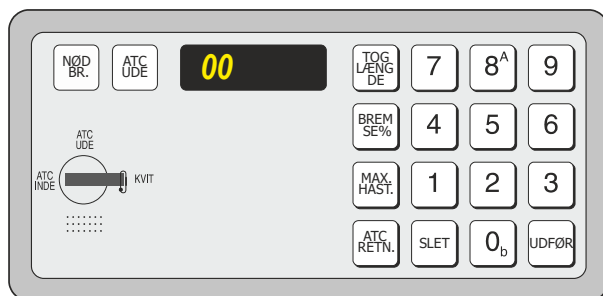 NØD
BR.
ATC
UDE
00
TOG
LÆNG
DE
7
8A
9
BREM
SE%
4
5
6
ATC
UDE
ATC
INDE
KVIT
MAX.
HAST.
1
2
3
ATC
RETN.
SLET
0b
UDFØR